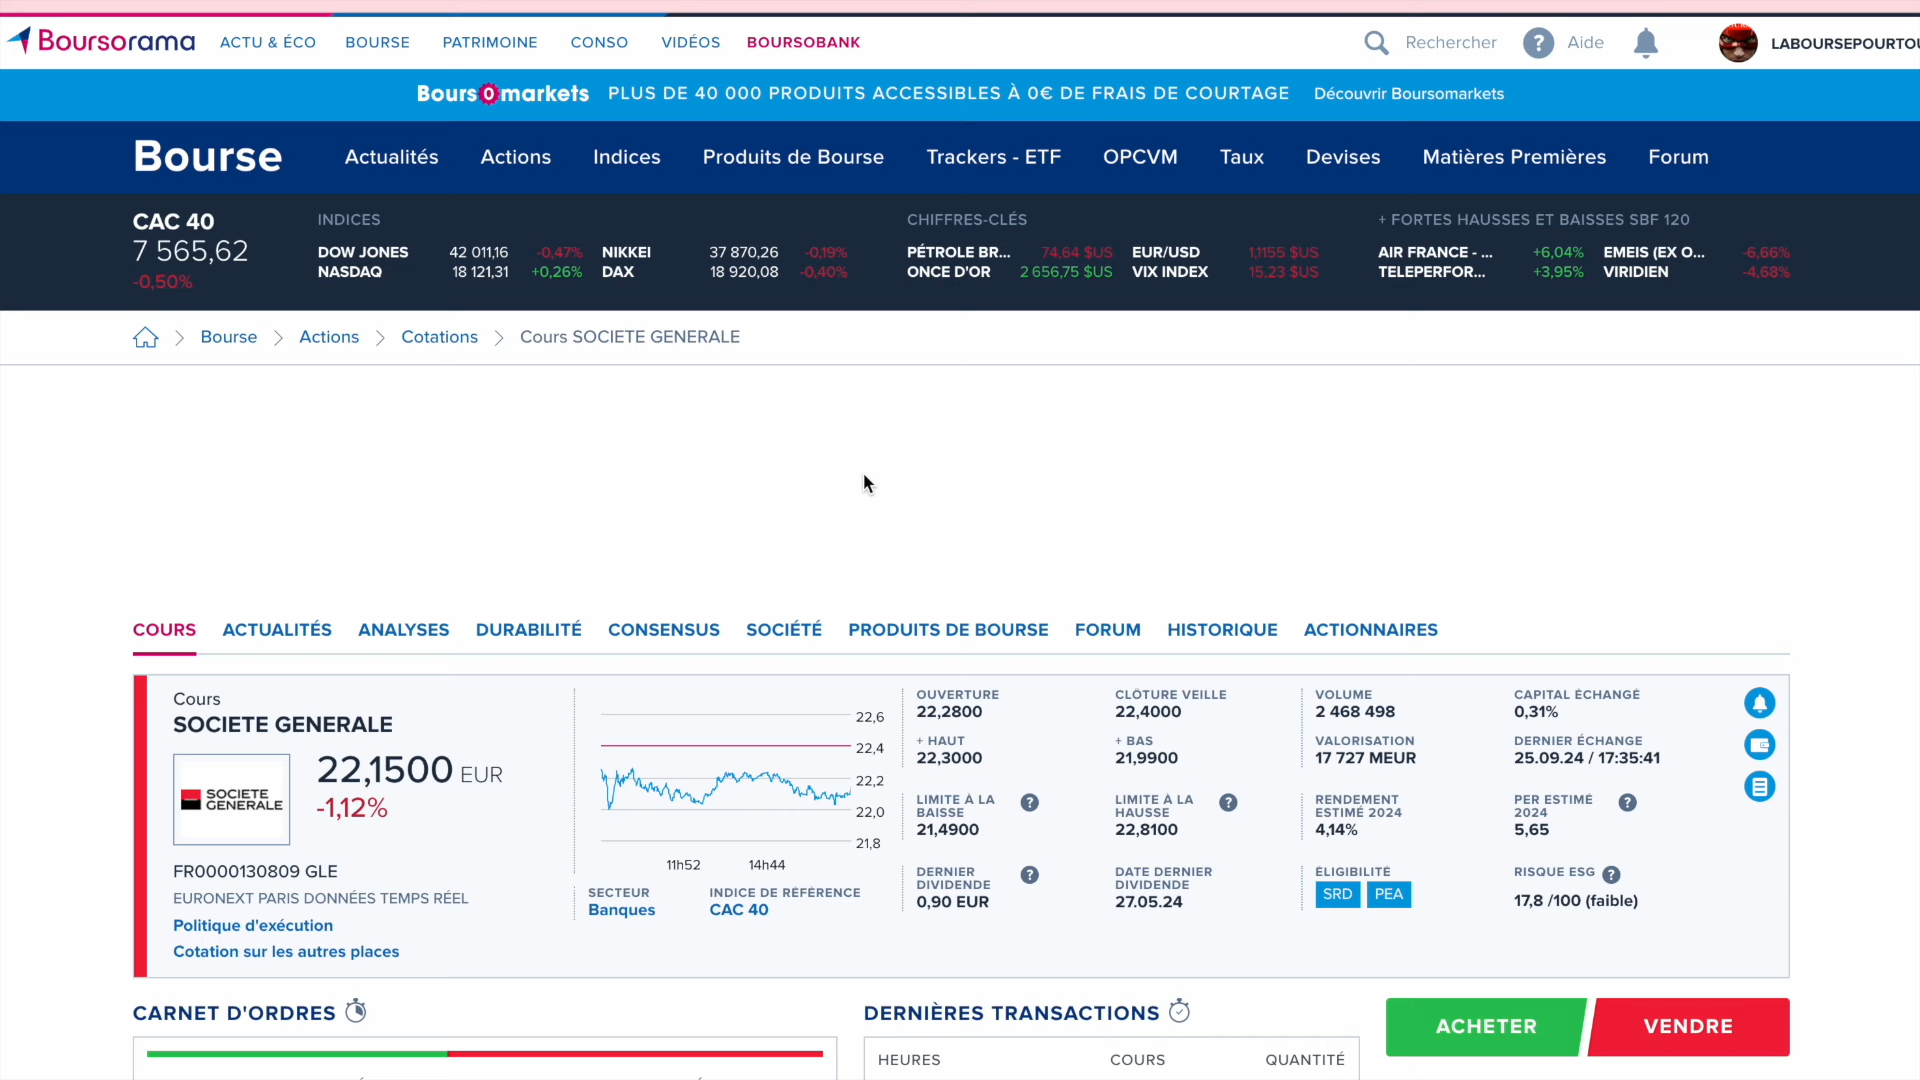 Boursorama ACTU & ÉCO BOURSE PATRIMOINE CONSO VIDÉOS BOURSOBANK Rechercher ? Aide
BoursOmarkets PLUS DE 40 000 PRODUITS ACCESSIBLES À 0€ DE FRAIS DE COURTAGE Découvrir Boursomarkets
Bourse Actualités Actions Indices Produits de Bourse Trackers - ETF OPCVM Taux Devises Matières Premières Forum
CAC 40
7 565,62
-0,50%
INDICES
DOW JONES 42 011,16 -0,47% NIKKEI 37 870,26 -0,19%
NASDAQ 18 121,31 +0,26% DAX 18 920,08 -0,40%
CHIFFRES-CLÉS
PÉTROLE BR... 74,64 $US EUR/USD 1,1155 $US
ONCE D'OR 2 656,75 $US VIX INDEX 15,23 $US
+ FORTES HAUSSES ET BAISSES SBF 120
AIR FRANCE - ... +6,04% EMEIS (EX O... -6,66%
TELEPERFOR... +3,95% VIRIDIEN -4,68%
Bourse Actions Cotations Cours SOCIETE GENERALE
COURS ACTUALITÉS ANALYSES DURABILITÉ CONSENSUS SOCIÉTÉ PRODUITS DE BOURSE FORUM HISTORIQUE ACTIONNAIRES
Cours
SOCIETE GENERALE
SOCIETE
GENERALE
22,1500 EUR
-1,12%
FR0000130809 GLE
EURONEXT PARIS DONNÉES TEMPS RÉEL
Politique d'exécution
Cotation sur les autres places
22,6
22,4
22,2
22,0
21,8
11h52 14h44
SECTEUR
Banques
INDICE DE RÉFÉRENCE
CAC 40
OUVERTURE
22,2800
CLÔTURE VEILLE
22,4000
VOLUME
2 468 498
CAPITAL ÉCHANGÉ
0,31%
+ HAUT
22,3000
+ BAS
21,9900
VALORISATION
17 727 MEUR
DERNIER ÉCHANGE
25.09.24 / 17:35:41
LIMITE À LA
BAISSE ?
21,4900
LIMITE À LA
HAUSSE ?
22,8100
RENDEMENT
ESTIMÉ 2024
4,14%
PER ESTIMÉ
2024 ?
5,65
DERNIER
DIVIDENDE ?
0,90 EUR
DATE DERNIER
DIVIDENDE
27.05.24
ÉLIGIBILITÉ
SRD PEA
RISQUE ESG ?
17,8 /100 (faible)
CARNET D'ORDRES
DERNIÈRES TRANSACTIONS
HEURES COURS QUANTITÉ
ACHETER VENDRE